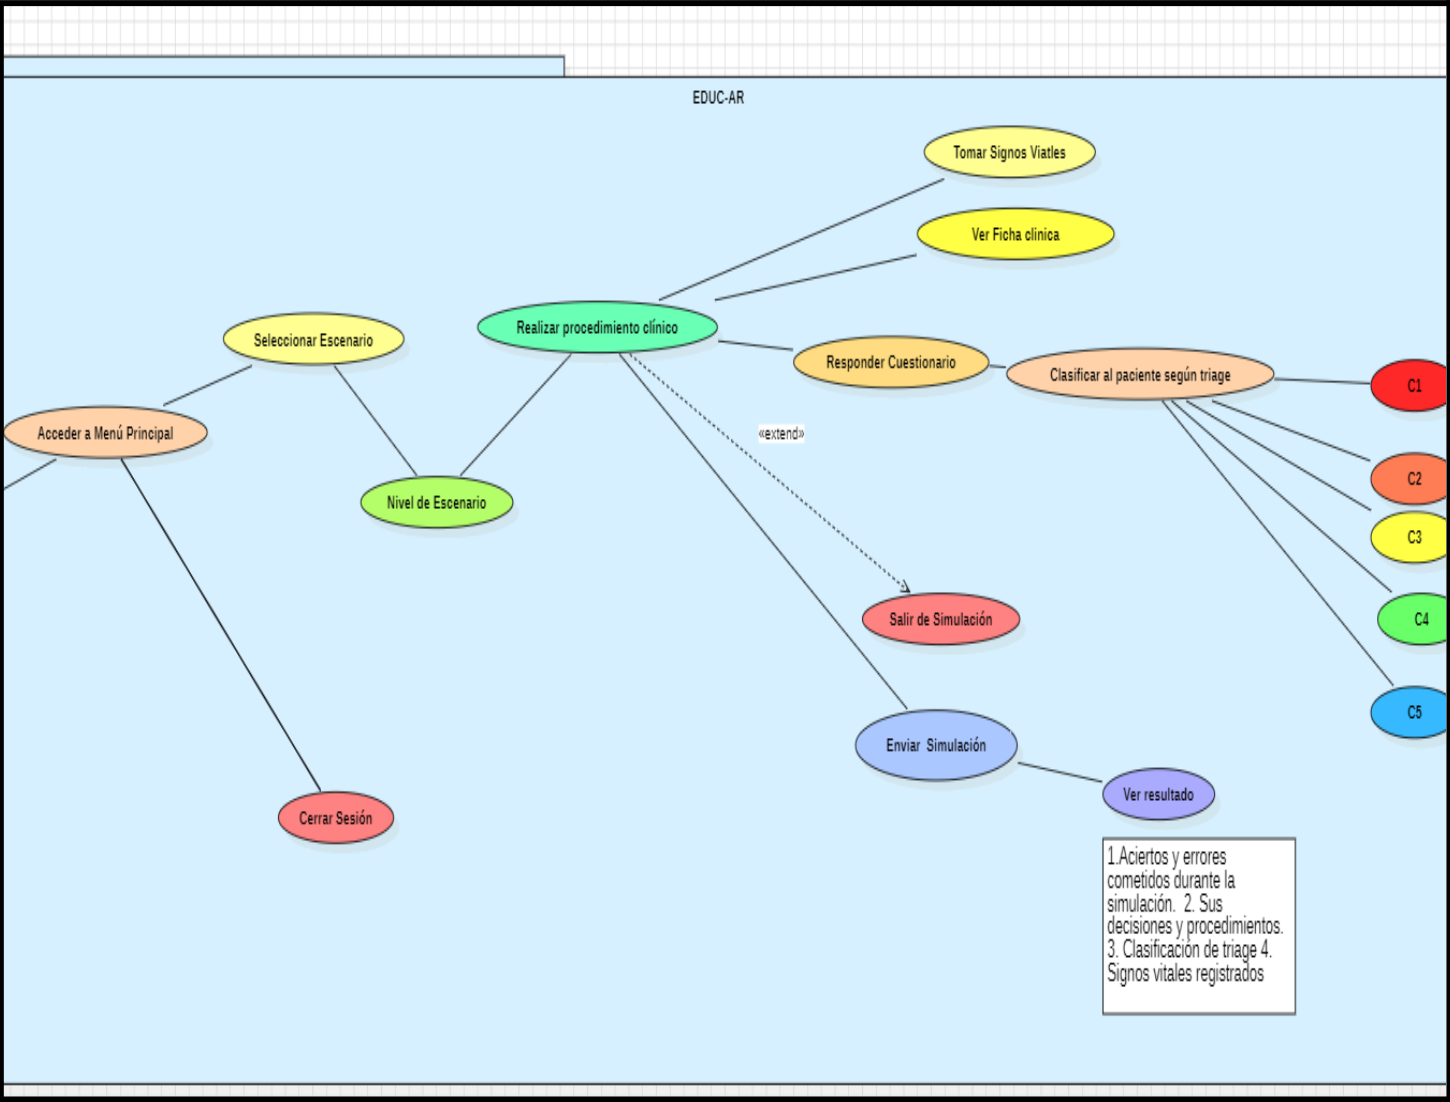 EDUC-AR
Tomar Signos Viatles
Ver Ficha clinica
Realizar procedimiento clínico
Seleccionar Escenario
Responder Cuestionario
Clasificar al paciente según triage
C1
Acceder a Menú Principal
«extend»
C2
Nivel de Escenario
C3
Salir de Simulación
C4
C5
Enviar  Simulación
Ver resultado
Cerrar Sesión
1.Aciertos y errores
cometidos durante la
simulación.  2. Sus
decisiones y procedimientos.
3. Clasificación de triage 4.
Signos vitales registrados